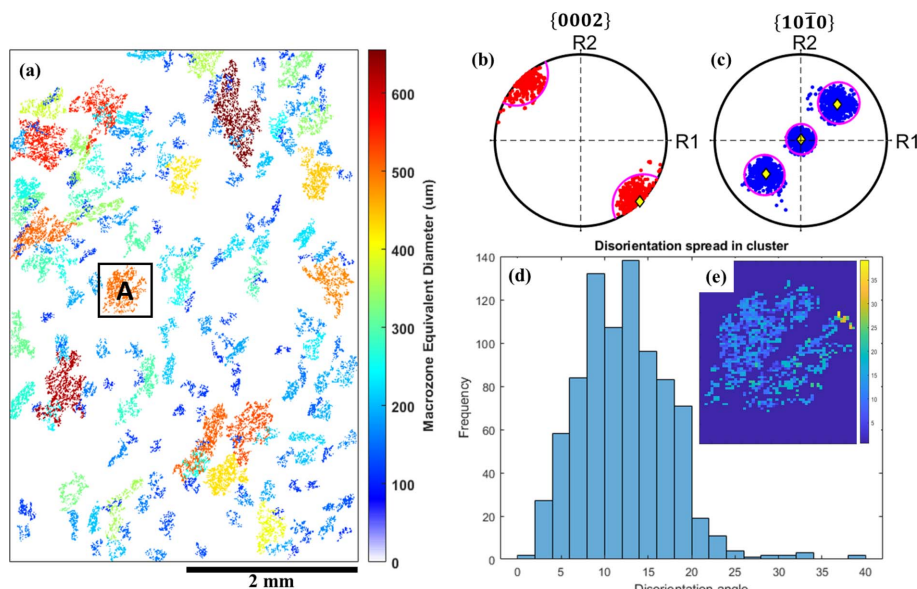 (a)
A
2 mm
600
500
400
300
200
100
0
Macrozone Equivalent Diameter (um)
{0002}
(b)
R2
R1
{101̄0}
(c)
R2
R1
Disorientation spread in cluster
(d)
140
120
100
80
60
40
20
0
Frequency
0
5
10
15
20
25
30
35
40
Disorientation angle
(e)
35
30
25
20
15
10
5